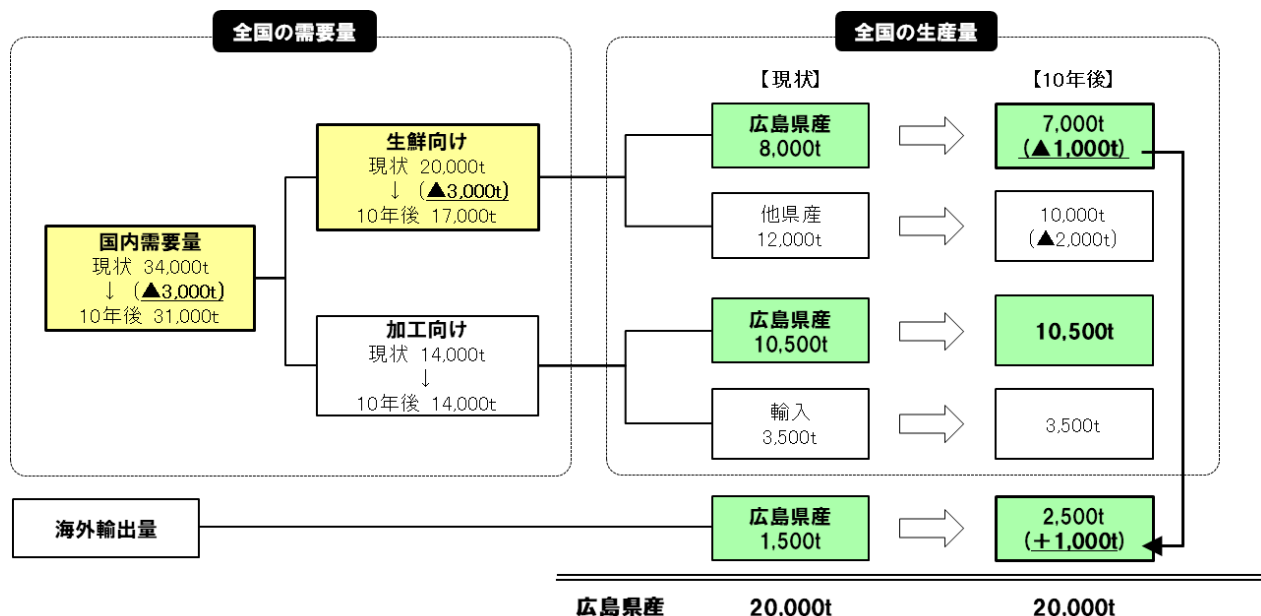 全国の需要量
全国の生産量
【現状】
【10年後】
国内需要量
現状 34,000t
↓ (▲3,000t)
10年後 31,000t
生鮮向け
現状 20,000t
↓ (▲3,000t)
10年後 17,000t
加工向け
現状 14,000t
↓
10年後 14,000t
広島県産
8,000t
7,000t
(▲1,000t)
他県産
12,000t
10,000t
(▲2,000t)
広島県産
10,500t
10,500t
輸入
3,500t
3,500t
海外輸出量
広島県産
1,500t
2,500t
(+1,000t)
広島県産 20,000t 20,000t